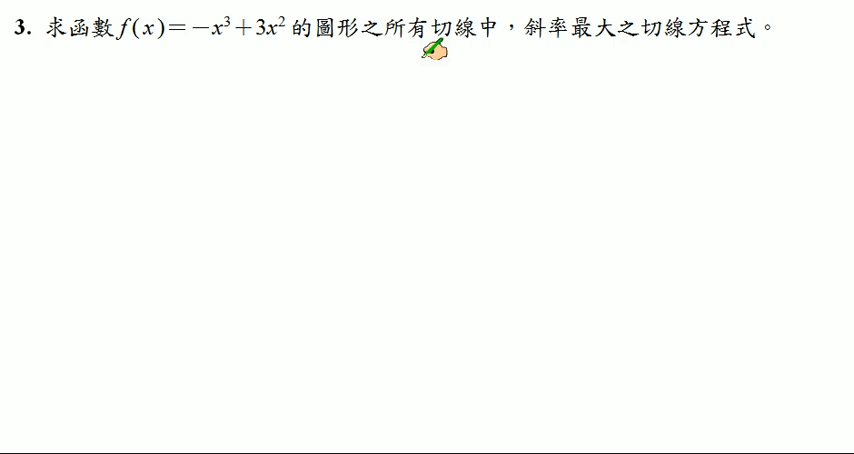 3. 求函數 f(x)=－x³＋3x² 的圖形之所有切線中，斜率最大之切線方程式。